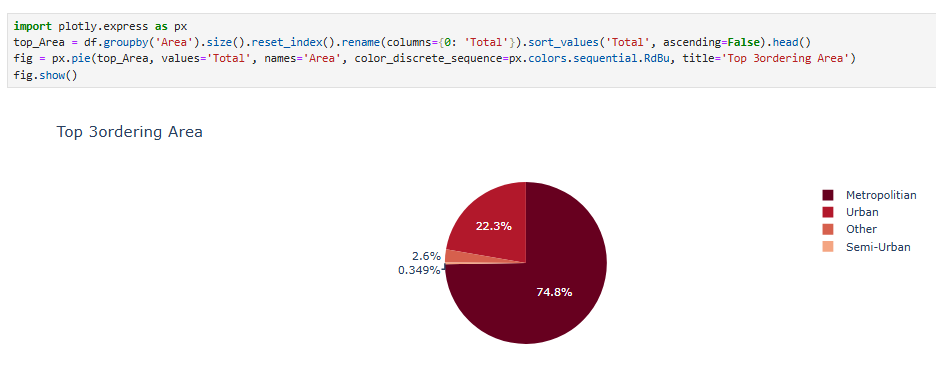 import plotly.express as px
top_Area = df.groupby('Area').size().reset_index().rename(columns={0: 'Total'}).sort_values('Total', ascending=False).head()
fig = px.pie(top_Area, values='Total', names='Area', color_discrete_sequence=px.colors.sequential.RdBu, title='Top 3ordering Area')
fig.show()
Top 3ordering Area
Metropolitian
Urban
Other
Semi-Urban
22.3%
2.6%
0.349%
74.8%